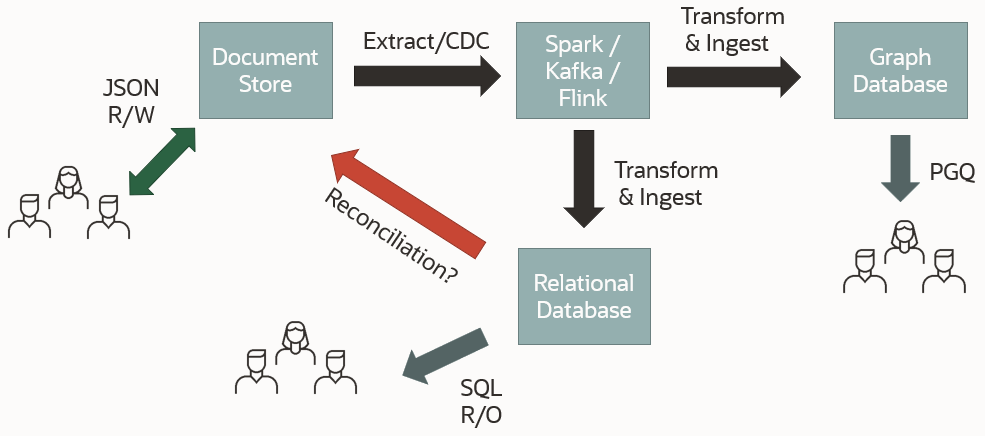 Document
Store
Extract/CDC
Spark /
Kafka /
Flink
Transform
& Ingest
Graph
Database
JSON
R/W
Transform
& Ingest
PGQ
Reconciliation?
Relational
Database
SQL
R/O